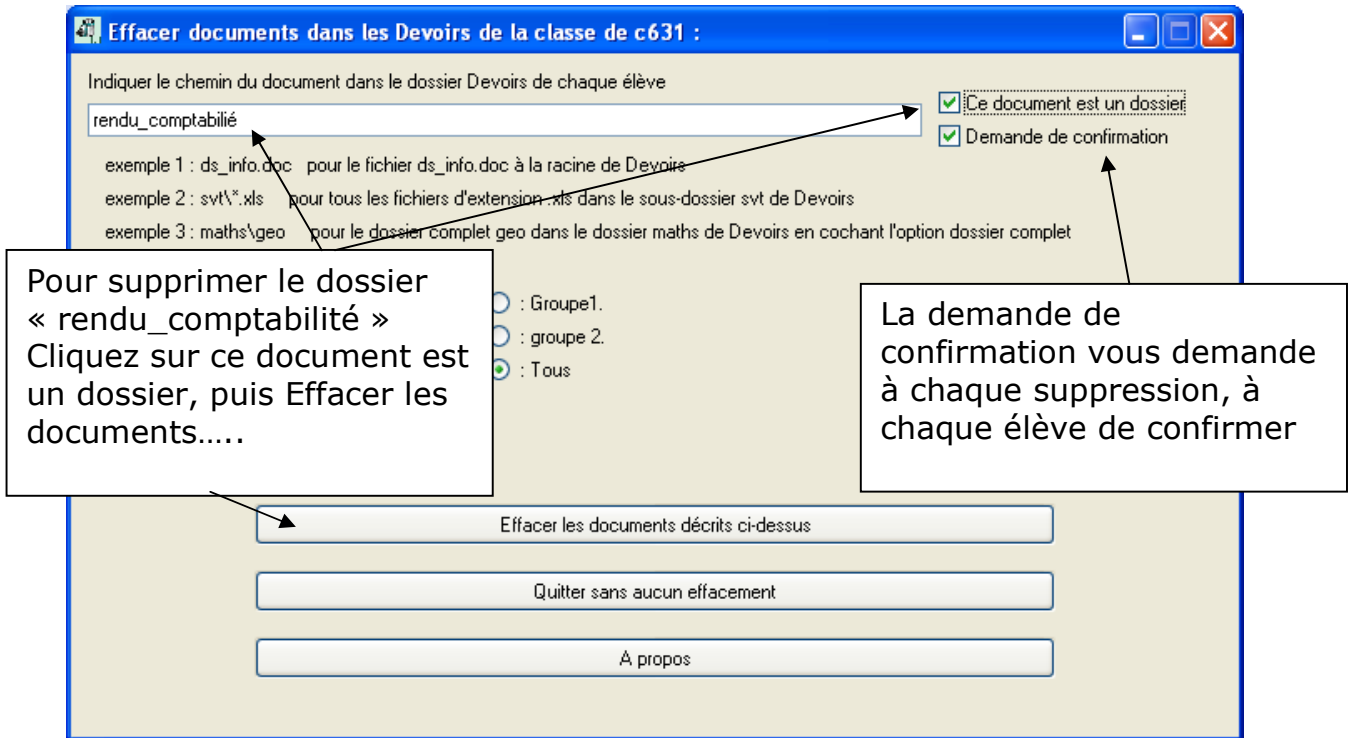 Effacer documents dans les Devoirs de la classe de c631 :
Indiquer le chemin du document dans le dossier Devoirs de chaque élève
rendu_comptabilié
Ce document est un dossier
Demande de confirmation
exemple 1 : ds_info.doc pour le fichier ds_info.doc à la racine de Devoirs
exemple 2 : svt\*.xls pour tous les fichiers d'extension .xls dans le sous-dossier svt de Devoirs
exemple 3 : maths\geo pour le dossier complet geo dans le dossier maths de Devoirs en cochant l'option dossier complet
Pour supprimer le dossier
« rendu_comptabilité »
Cliquez sur ce document est
un dossier, puis Effacer les
documents…..
: Groupe1.
: groupe 2.
: Tous
La demande de
confirmation vous demande
à chaque suppression, à
chaque élève de confirmer
Effacer les documents décrits ci-dessus
Quitter sans aucun effacement
A propos